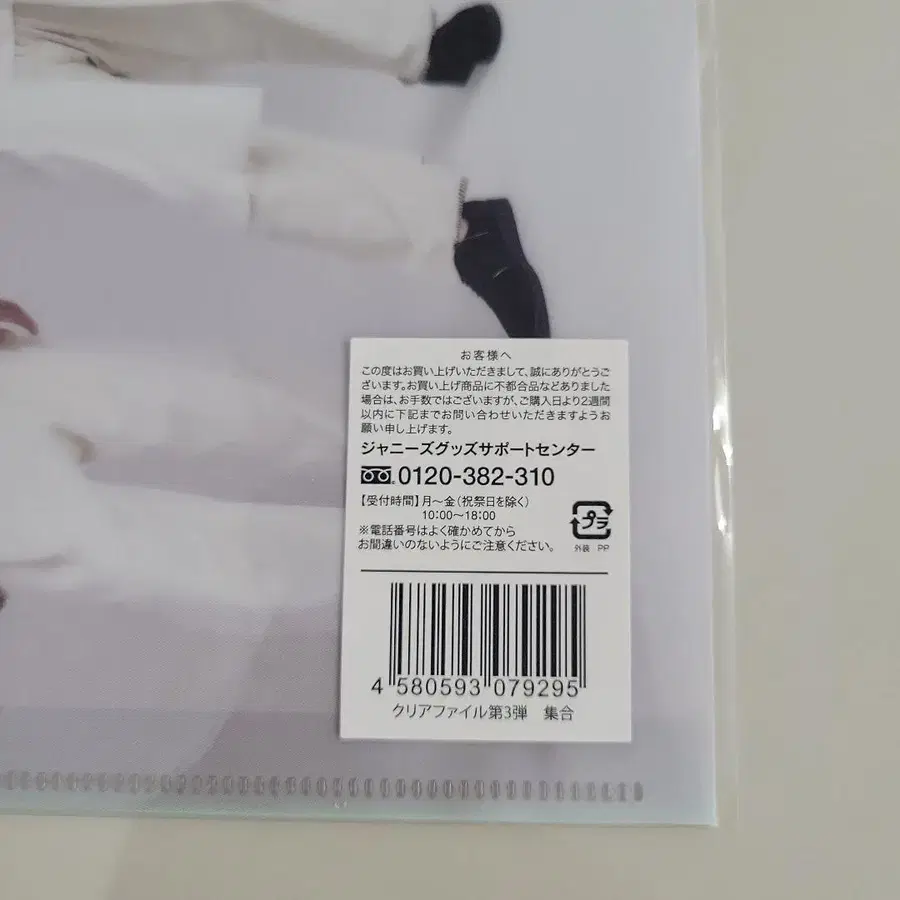 お客様へ
この度はお買い上げいただきまして、誠にありがとうご
ざいます。お買い上げ商品に不都合品などありました
場合は、お手数ではございますが、ご購入日より2週間
以内に下記までお問い合わせいただきますようお
願い申し上げます。
ジャニーズグッズサポートセンター
0120-382-310
【受付時間】月～金(祝祭日を除く)
10:00～18:00
※電話番号はよく確かめてから
お間違いのないようにご注意ください。
プラ
外装 PP
4 580593 079295
クリアファイル第3弾 集合